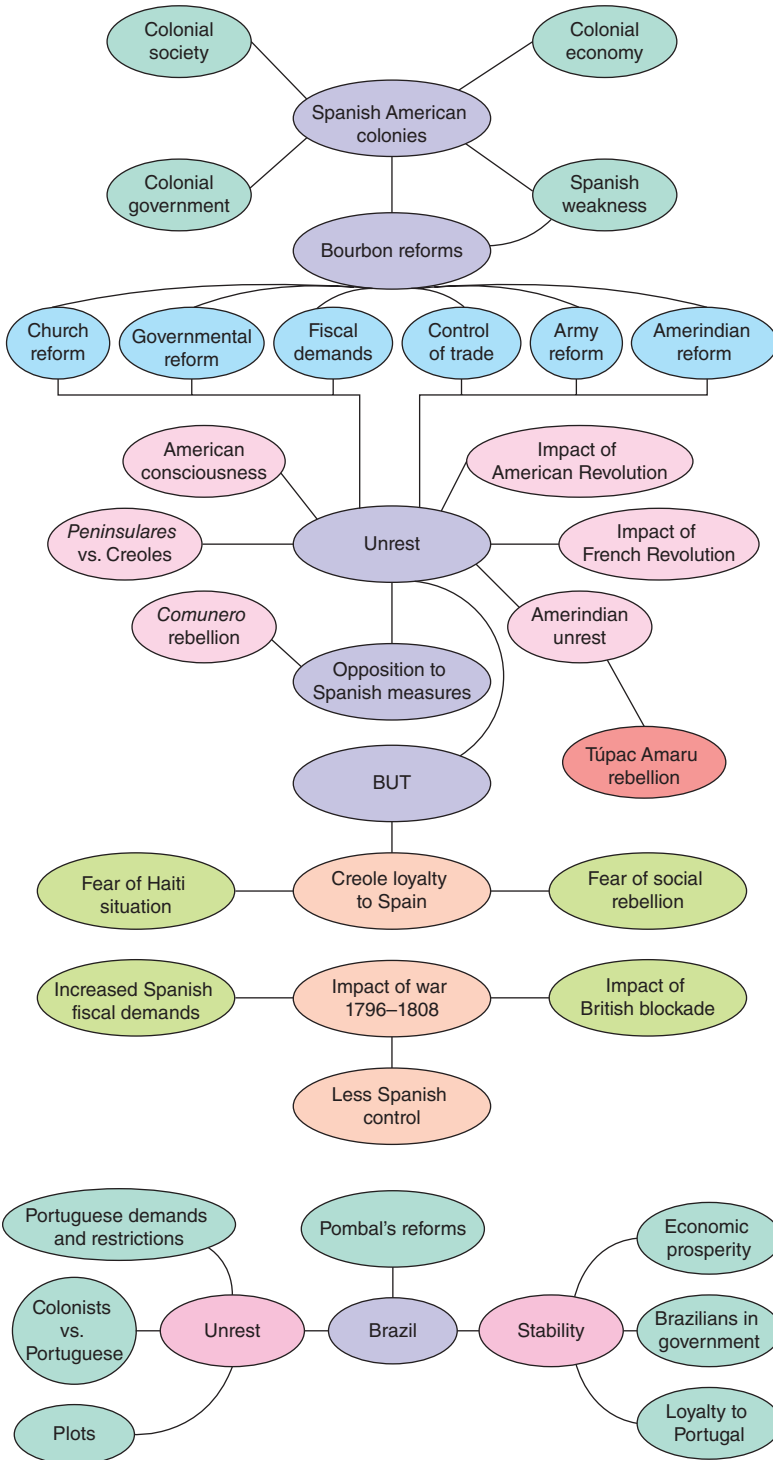 Colonial
society
Colonial
economy
Spanish American
colonies
Colonial
government
Spanish
weakness
Bourbon reforms
Church
reform
Governmental
reform
Fiscal
demands
Control
of trade
Army
reform
Amerindian
reform
American
consciousness
Impact of
American Revolution
Peninsulares
vs. Creoles
Unrest
Impact of
French Revolution
Comunero
rebellion
Amerindian
unrest
Opposition to
Spanish measures
Túpac Amaru
rebellion
BUT
Fear of Haiti
situation
Creole loyalty
to Spain
Fear of social
rebellion
Increased Spanish
fiscal demands
Impact of war
1796–1808
Impact of
British blockade
Less Spanish
control
Portuguese demands
and restrictions
Pombal's reforms
Economic
prosperity
Colonists
vs.
Portuguese
Unrest
Brazil
Stability
Brazilians in
government
Plots
Loyalty to
Portugal